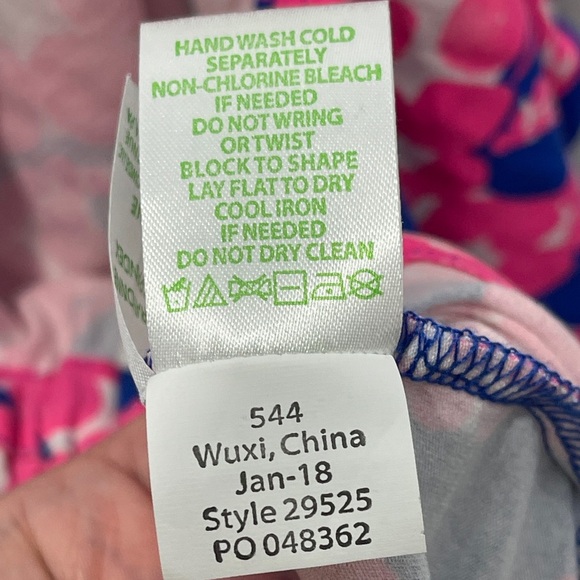 HAND WASH COLD
SEPARATELY
NON-CHLORINE BLEACH
IF NEEDED
DO NOT WRING
OR TWIST
BLOCK TO SHAPE
LAY FLAT TO DRY
COOL IRON
IF NEEDED
DO NOT DRY CLEAN
544
Wuxi, China
Jan-18
Style 29525
PO 048362